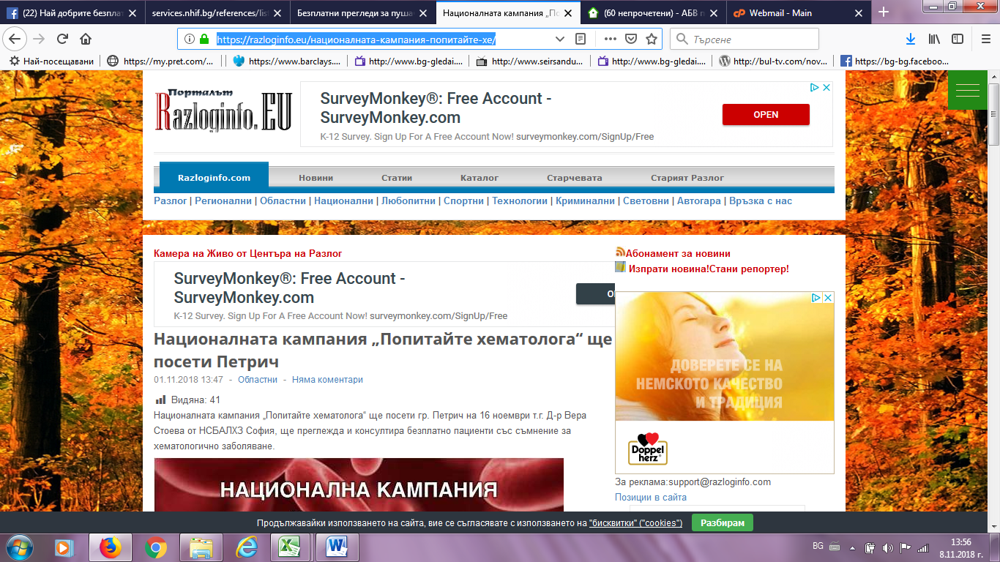 (22) Най добрите безплат
services.nhif.bg/references/list
Безплатни прегледи за пуша
Националната кампания „По
(60 непрочетени) - АБВ п
Webmail - Main
https://razloginfo.eu/националната-кампания-попитайте-хе/
Търсене
Най-посещавани
https://my.pret.com/...
https://www.barclays....
http://www.bg-gledai....
http://www.seirsandu...
http://www.bg-gledai....
http://bul-tv.com/nov...
https://bg-bg.faceboo...
Порталът
Razloginfo.EU
SurveyMonkey®: Free Account -
SurveyMonkey.com
K-12 Survey. Sign Up For A Free Account Now! surveymonkey.com/SignUp/Free
OPEN
Razloginfo.com Новини Статии Каталог Старчевата Старият Разлог
Разлог | Регионални | Областни | Национални | Любопитни | Спортни | Технологии | Криминални | Световни | Автогара | Връзка с нас
Камера на Живо от Центъра на Разлог
SurveyMonkey®: Free Account -
SurveyMonkey.com
K-12 Survey. Sign Up For A Free Account Now! surveymonkey.com/SignUp/Free
Националната кампания „Попитайте хематолога“ ще
посети Петрич
01.11.2018 13:47 - Областни - Няма коментари
Видяна: 41
Националната кампания „Попитайте хематолога“ ще посети гр. Петрич на 16 ноември т.г. Д-р Вера
Стоева от НСБАЛХЗ София, ще преглежда и консултира безплатно пациенти със съмнение за
хематологично заболяване.
НАЦИОНАЛНА КАМПАНИЯ
Абонамент за новини
Изпрати новина!Стани репортер!
ДОВЕРЕТЕ СЕ НА
НЕМСКОТО КАЧЕСТВО
И ТРАДИЦИЯ
Doppel
herz®
За реклама:support@razloginfo.com
Позиции в сайта
Продължавайки използването на сайта, вие се съгласявате с използването на "бисквитки" ("cookies") Разбирам
BG
13:56
8.11.2018 г.